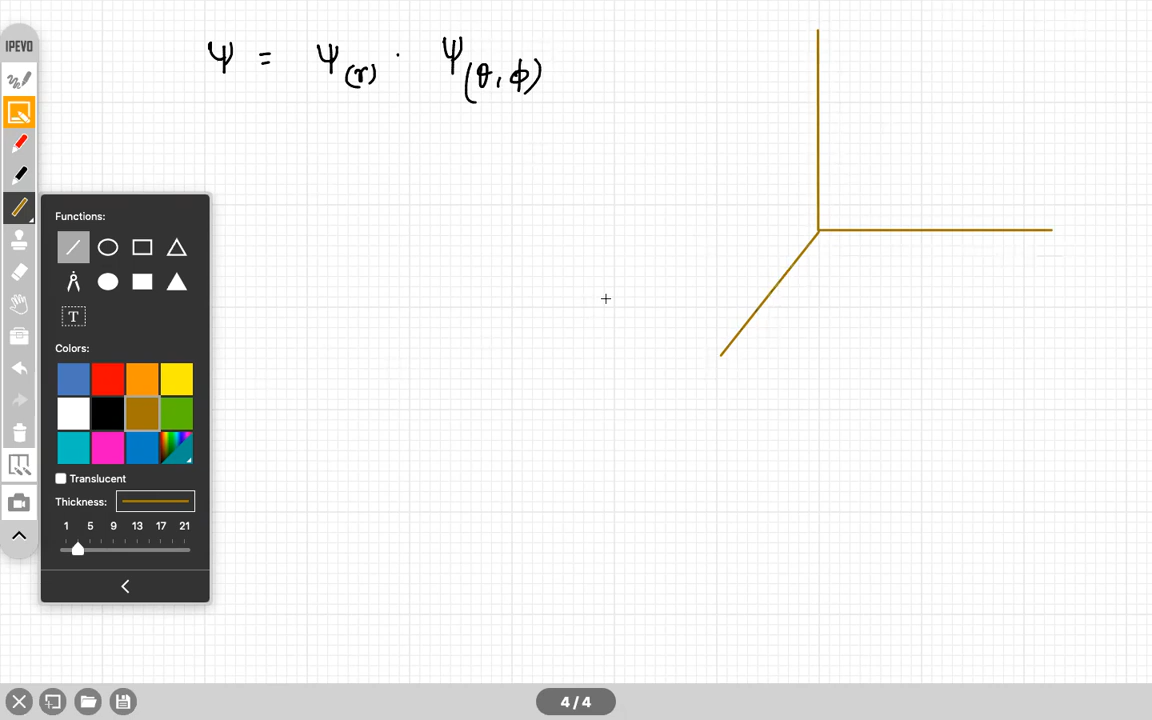 IPEVO
Ψ = Ψ(r) · Ψ(θ, φ)
Functions:
T
Colors:
Translucent
Thickness:
1 5 9 13 17 21
4 / 4